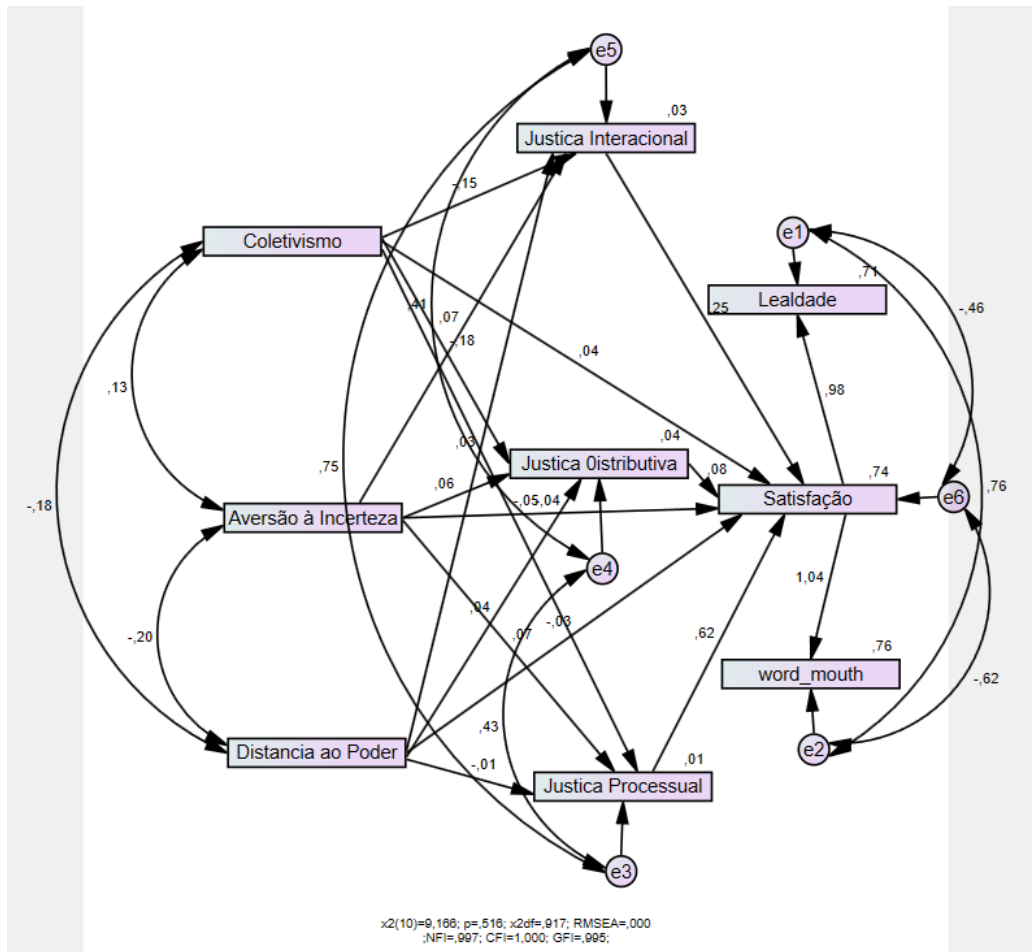 e5
,03
Justica Interacional
-,15
Coletivismo
e1
,71
Lealdade
,41
,07
-,18
,25
-,46
,04
,13
,98
,03
,04
Justica 0istributiva
,08
,74
,75
,06
-,05
,04
Satisfação
e6
,76
-,18
Aversão à Incerteza
e4
1,04
-,20
,04
,07
-,03
,62
,76
word_mouth
-,62
,43
Distancia ao Poder
e2
-,01
,01
Justica Processual
e3
x2(10)=9,166; p=,516; x2df=,917; RMSEA=,000
;NFI=,997; CFI=1,000; GFI=,995;